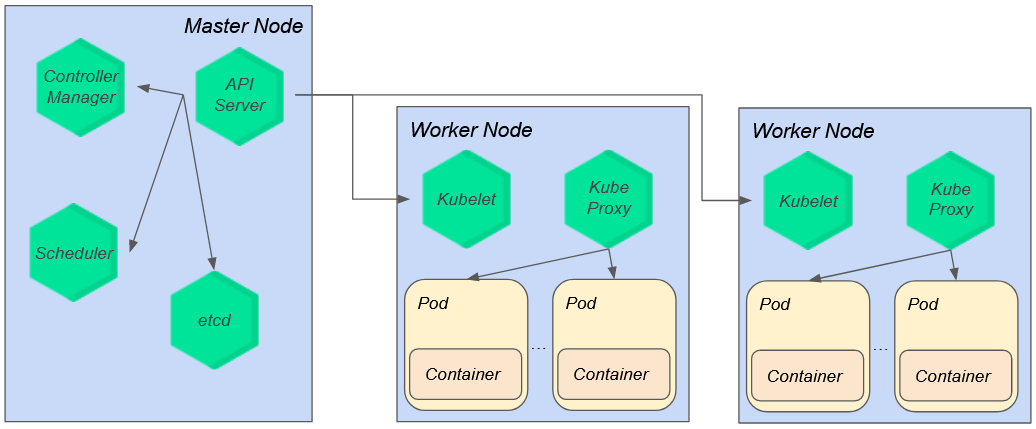 Master Node
Controller
Manager
API
Server
Scheduler
etcd
Worker Node
Kubelet
Kube
Proxy
Pod
Container
...
Pod
Container
Worker Node
Kubelet
Kube
Proxy
Pod
Container
...
Pod
Container